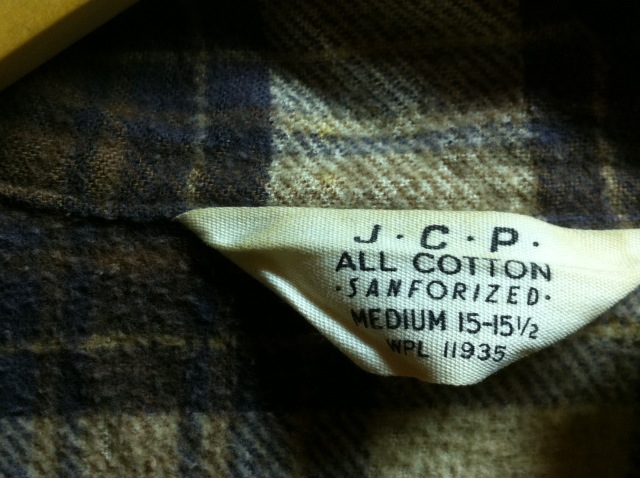 J.C.P.
ALL COTTON
·SANFORIZED·
MEDIUM 15-15½
WPL 11935